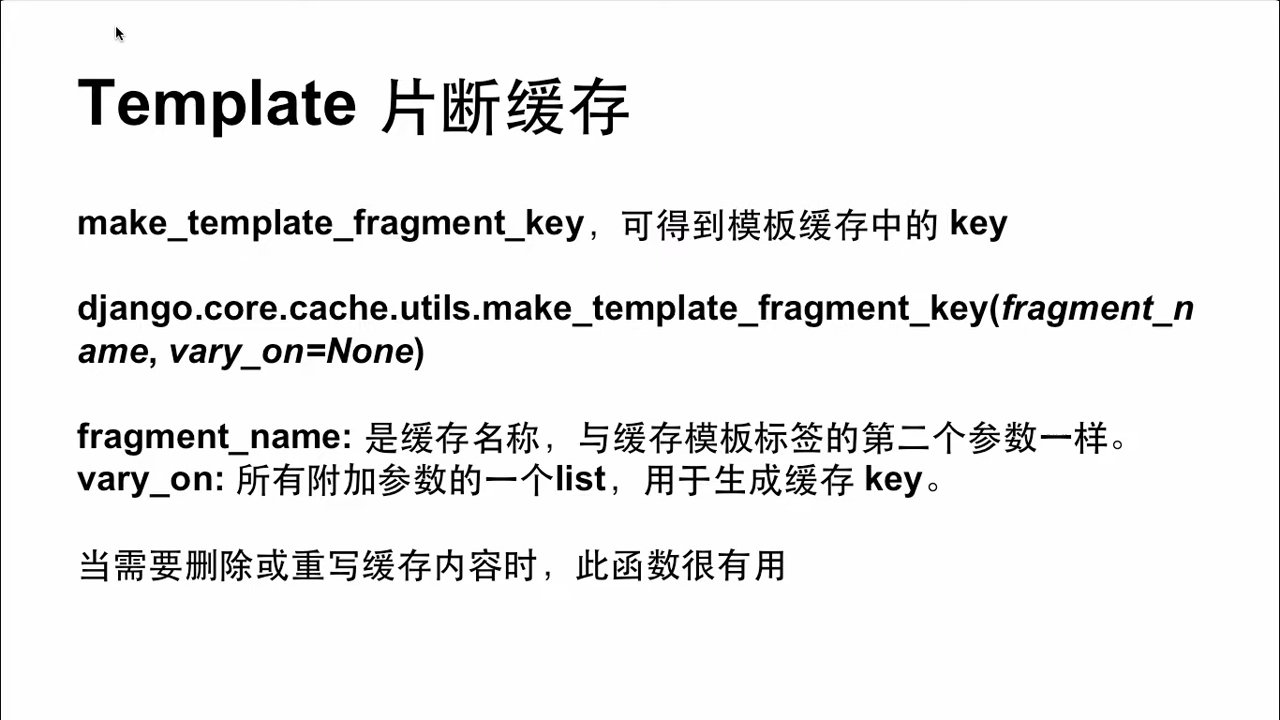 Template 片断缓存
make_template_fragment_key，可得到模板缓存中的 key
django.core.cache.utils.make_template_fragment_key(fragment_n
ame, vary_on=None)
fragment_name: 是缓存名称，与缓存模板标签的第二个参数一样。
vary_on: 所有附加参数的一个list，用于生成缓存 key。
当需要删除或重写缓存内容时，此函数很有用